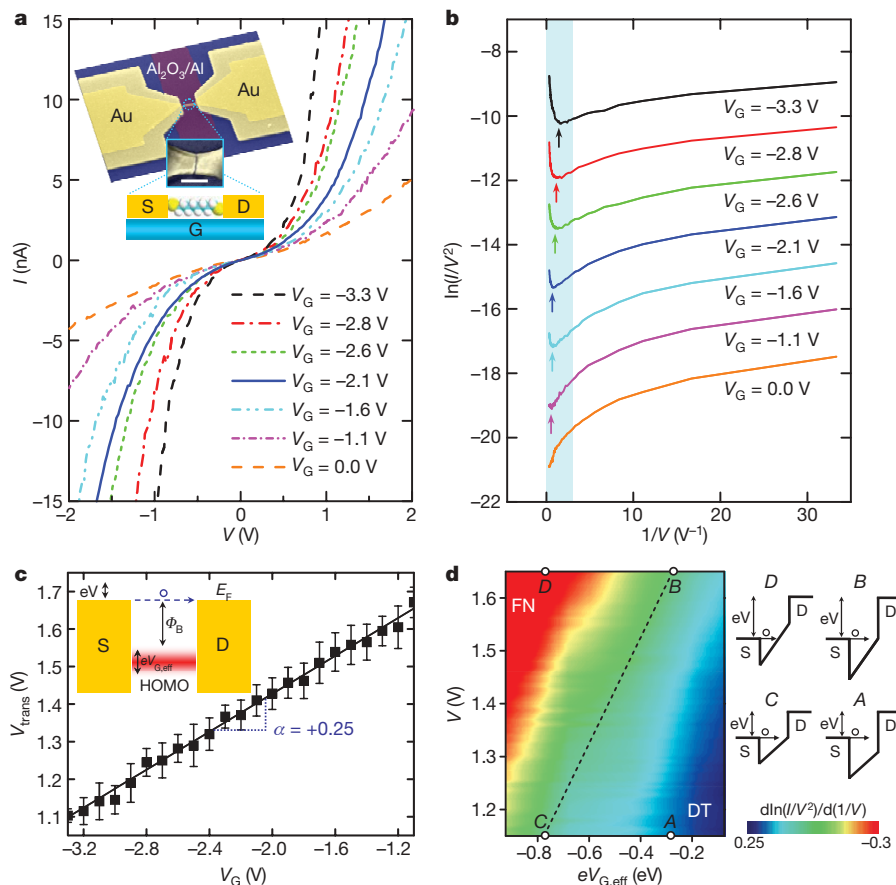 a
I (nA)
15
10
5
0
−5
−10
−15
−2
−1
0
1
2
V (V)
Al2O3/Al
Au
Au
S
D
G
VG = −3.3 V
VG = −2.8 V
VG = −2.6 V
VG = −2.1 V
VG = −1.6 V
VG = −1.1 V
VG = 0.0 V
b
ln(I/V²)
−8
−10
−12
−14
−16
−18
−20
−22
0
10
20
30
1/V (V⁻¹)
VG = −3.3 V
VG = −2.8 V
VG = −2.6 V
VG = −2.1 V
VG = −1.6 V
VG = −1.1 V
VG = 0.0 V
c
Vtrans (V)
1.7
1.6
1.5
1.4
1.3
1.2
1.1
−3.2
−2.8
−2.4
−2.0
−1.6
−1.2
VG (V)
eV
EF
ΦB
S
D
eVG,eff
HOMO
α = +0.25
d
V (V)
1.6
1.5
1.4
1.3
1.2
−0.8
−0.6
−0.4
−0.2
eVG,eff (eV)
D
B
FN
C
A
DT
D
eV
S
D
B
eV
S
D
C
eV
S
D
A
eV
S
D
dln(I/V²)/d(1/V)
0.25
−0.3